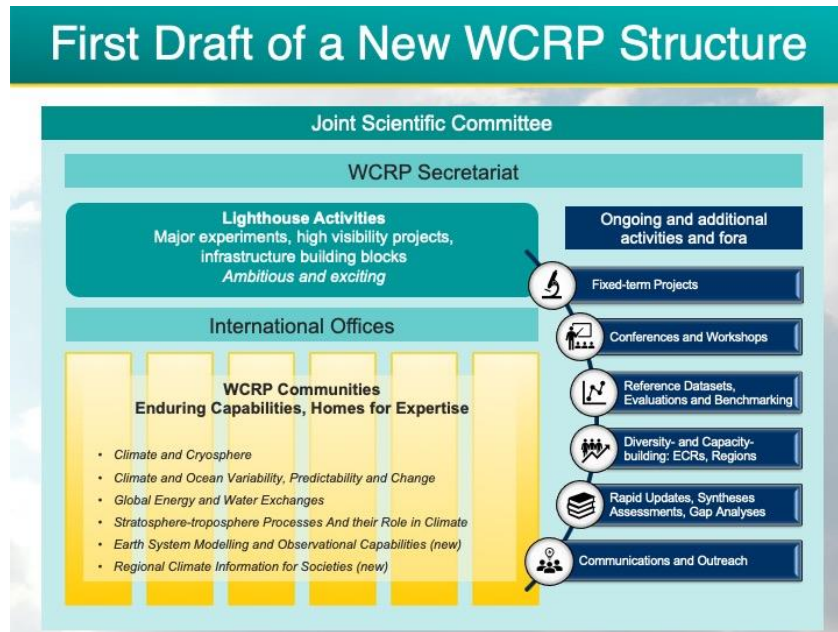 First Draft of a New WCRP Structure
Joint Scientific Committee
WCRP Secretariat
Lighthouse Activities
Major experiments, high visibility projects,
infrastructure building blocks
Ambitious and exciting
International Offices
WCRP Communities
Enduring Capabilities, Homes for Expertise
• Climate and Cryosphere
• Climate and Ocean Variability, Predictability and Change
• Global Energy and Water Exchanges
• Stratosphere-troposphere Processes And their Role in Climate
• Earth System Modelling and Observational Capabilities (new)
• Regional Climate Information for Societies (new)
Ongoing and additional
activities and fora
Fixed-term Projects
Conferences and Workshops
Reference Datasets,
Evaluations and Benchmarking
Diversity- and Capacity-
building: ECRs, Regions
Rapid Updates, Syntheses
Assessments, Gap Analyses
Communications and Outreach